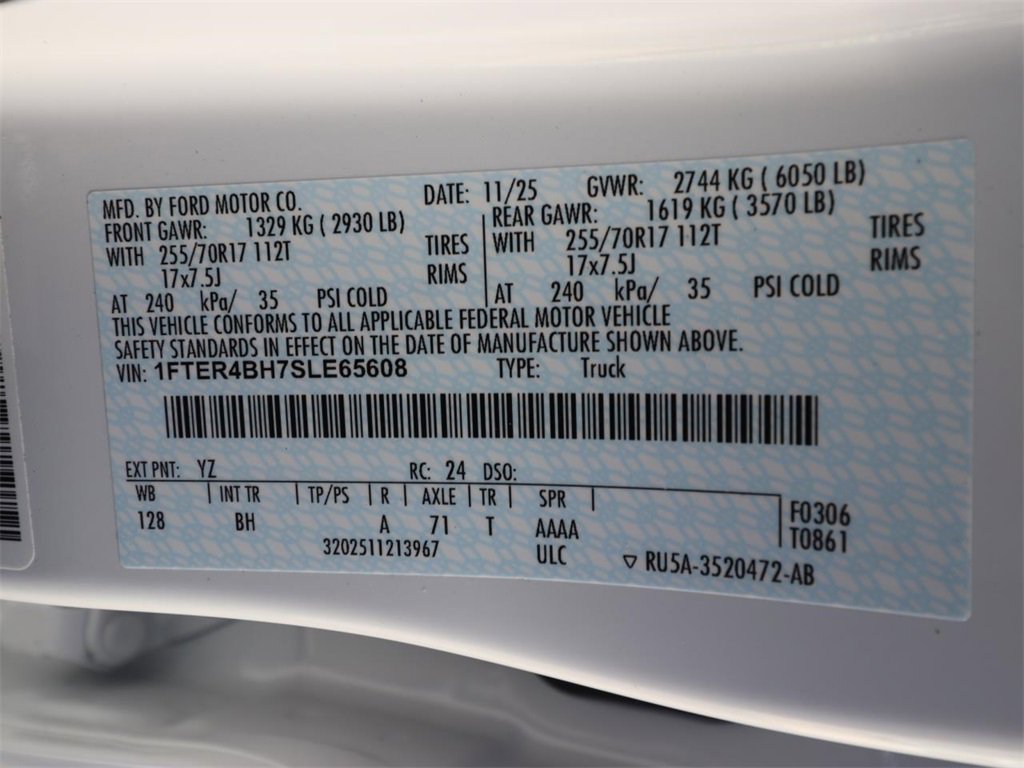 MFD. BY FORD MOTOR CO. DATE: 11/25 GVWR: 2744 KG ( 6050 LB)
FRONT GAWR: 1329 KG ( 2930 LB) REAR GAWR: 1619 KG ( 3570 LB)
WITH 255/70R17 112T TIRES WITH 255/70R17 112T TIRES
17x7.5J RIMS 17x7.5J RIMS
AT 240 kPa/ 35 PSI COLD AT 240 kPa/ 35 PSI COLD
THIS VEHICLE CONFORMS TO ALL APPLICABLE FEDERAL MOTOR VEHICLE
SAFETY STANDARDS IN EFFECT ON THE DATE OF MANUFACTURE SHOWN ABOVE.
VIN: 1FTER4BH7SLE65608 TYPE: Truck
EXT PNT: YZ RC: 24 DSO:
WB INT TR TP/PS R AXLE TR SPR
128 BH A 71 T AAAA F0306
3202511213967 ULC T0861
RU5A-3520472-AB